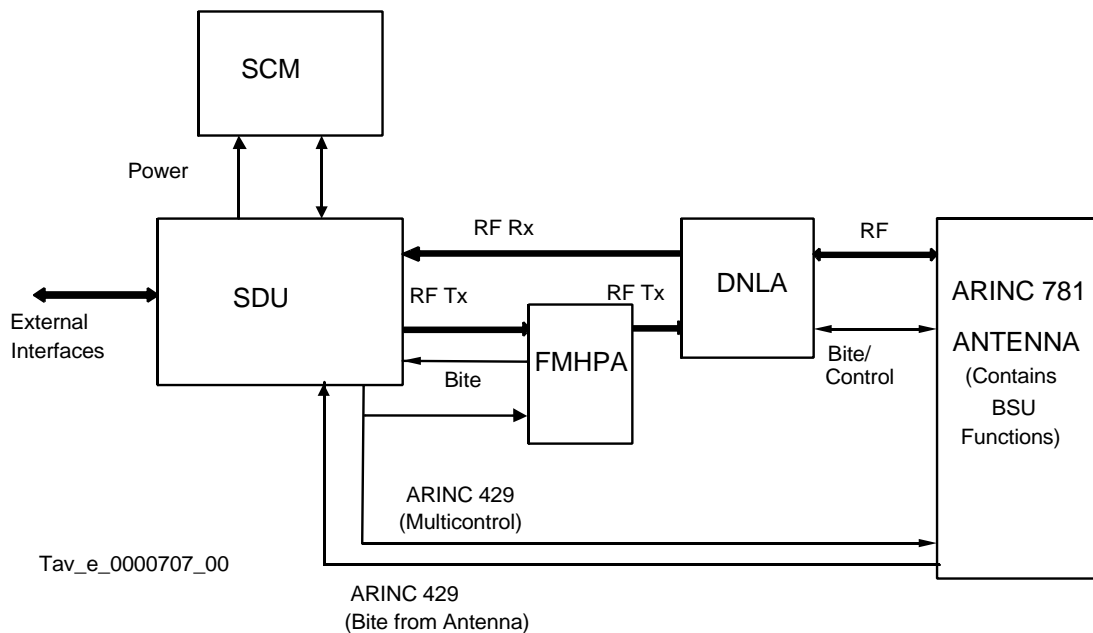 SCM
Power
RF Rx
RF
SDU
DNLA
ARINC 781
ANTENNA
(Contains
BSU
Functions)
RF Tx
RF Tx
External
Interfaces
FMHPA
Bite
Bite/
Control
ARINC 429
(Multicontrol)
Tav_e_0000707_00
ARINC 429
(Bite from Antenna)